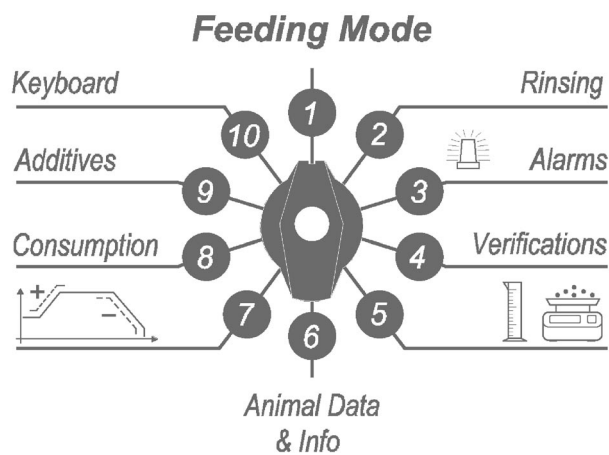 Feeding Mode
Keyboard
Rinsing
1
10
2
Additives
Alarms
9
3
Consumption
Verifications
8
4
+
-
7
5
6
Animal Data
& Info